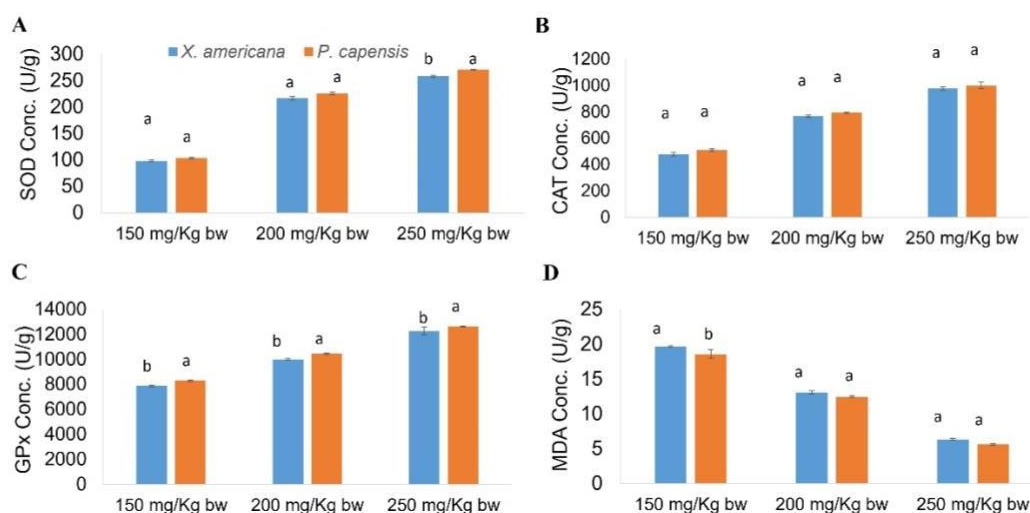 A
SOD Conc. (U/g)
300
250
200
150
100
50
0
X. americana P. capensis
a a
a a
b a
150 mg/Kg bw 200 mg/Kg bw 250 mg/Kg bw
B
CAT Conc. (U/g)
1200
1000
800
600
400
200
0
a a
a a
a a
150 mg/Kg bw 200 mg/Kg bw 250 mg/Kg bw
C
GPx Conc. (U/g)
14000
12000
10000
8000
6000
4000
2000
0
b a
b a
b a
150 mg/Kg bw 200 mg/Kg bw 250 mg/Kg bw
D
MDA Conc. (U/g)
25
20
15
10
5
0
a b
a a
a a
150 mg/Kg bw 200 mg/Kg bw 250 mg/Kg bw